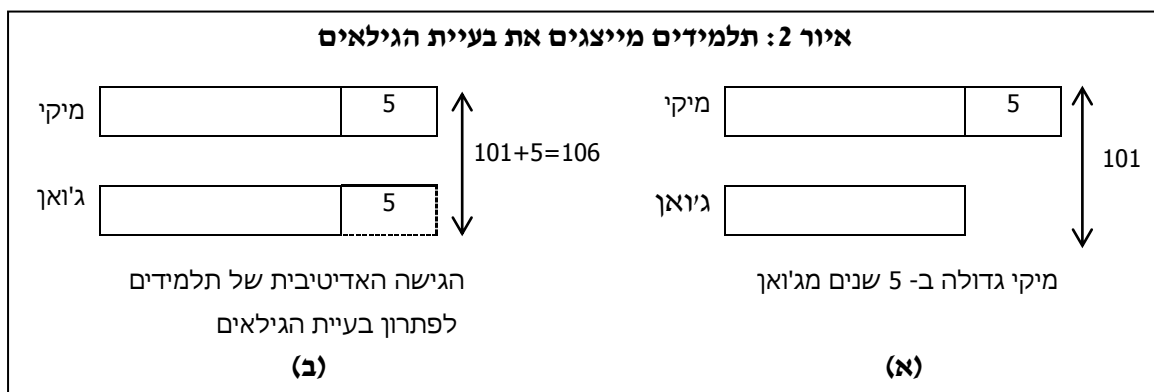 איור 2: תלמידים מייצגים את בעיית הגילאים
מיקי
5
101
ג'ואן
מיקי גדולה ב- 5 שנים מג'ואן
(א)
מיקי
5
101+5=106
ג'ואן
5
הגישה האדיטיבית של תלמידים
לפתרון בעיית הגילאים
(ב)